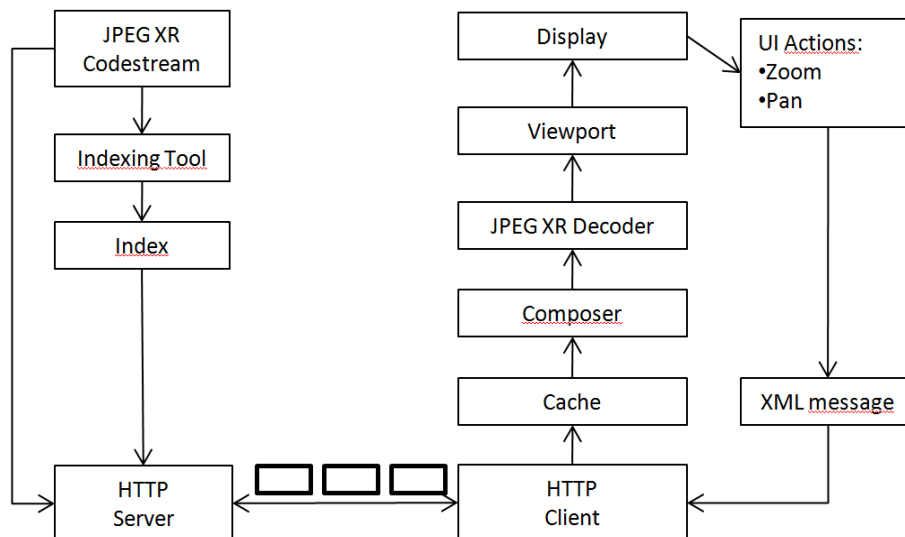 JPEG XR
Codestream
Indexing Tool
Index
HTTP
Server
Display
Viewport
JPEG XR Decoder
Composer
Cache
HTTP
Client
UI Actions:
•Zoom
•Pan
XML message